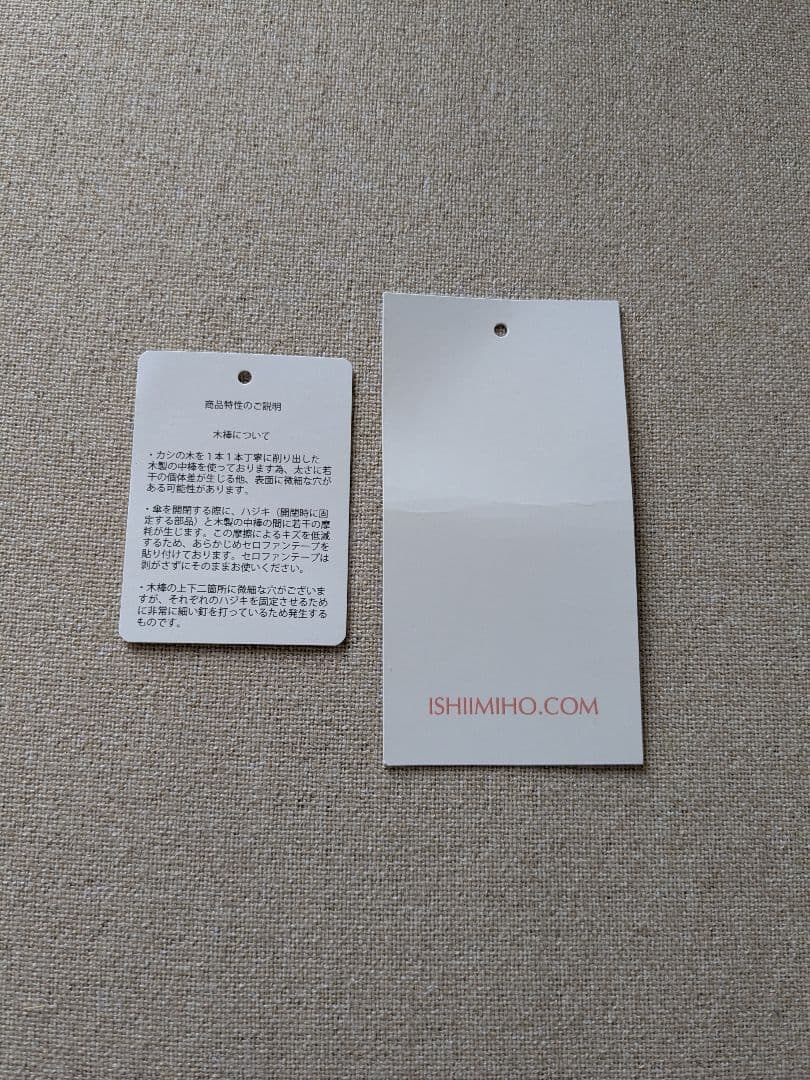 商品特性のご説明
木棒について
・カシの木を１本１本丁寧に削り出した
木製の中棒を使っております為、太さに若
干の個体差が生じる他、表面に微細な穴が
ある可能性があります。
・傘を開閉する際に、ハジキ（開閉時に固
定する部品）と木製の中棒の間に若干の摩
耗が生じます。この摩擦によるキズを低減
するため、あらかじめセロファンテープを
貼り付けております。セロファンテープは
剥がさずにそのままお使いください。
・木棒の上下二箇所に微細な穴がございま
すが、それぞれのハジキを固定させるため
に非常に細い釘を打っているため発生する
ものです。
ISHIIMIHO.COM